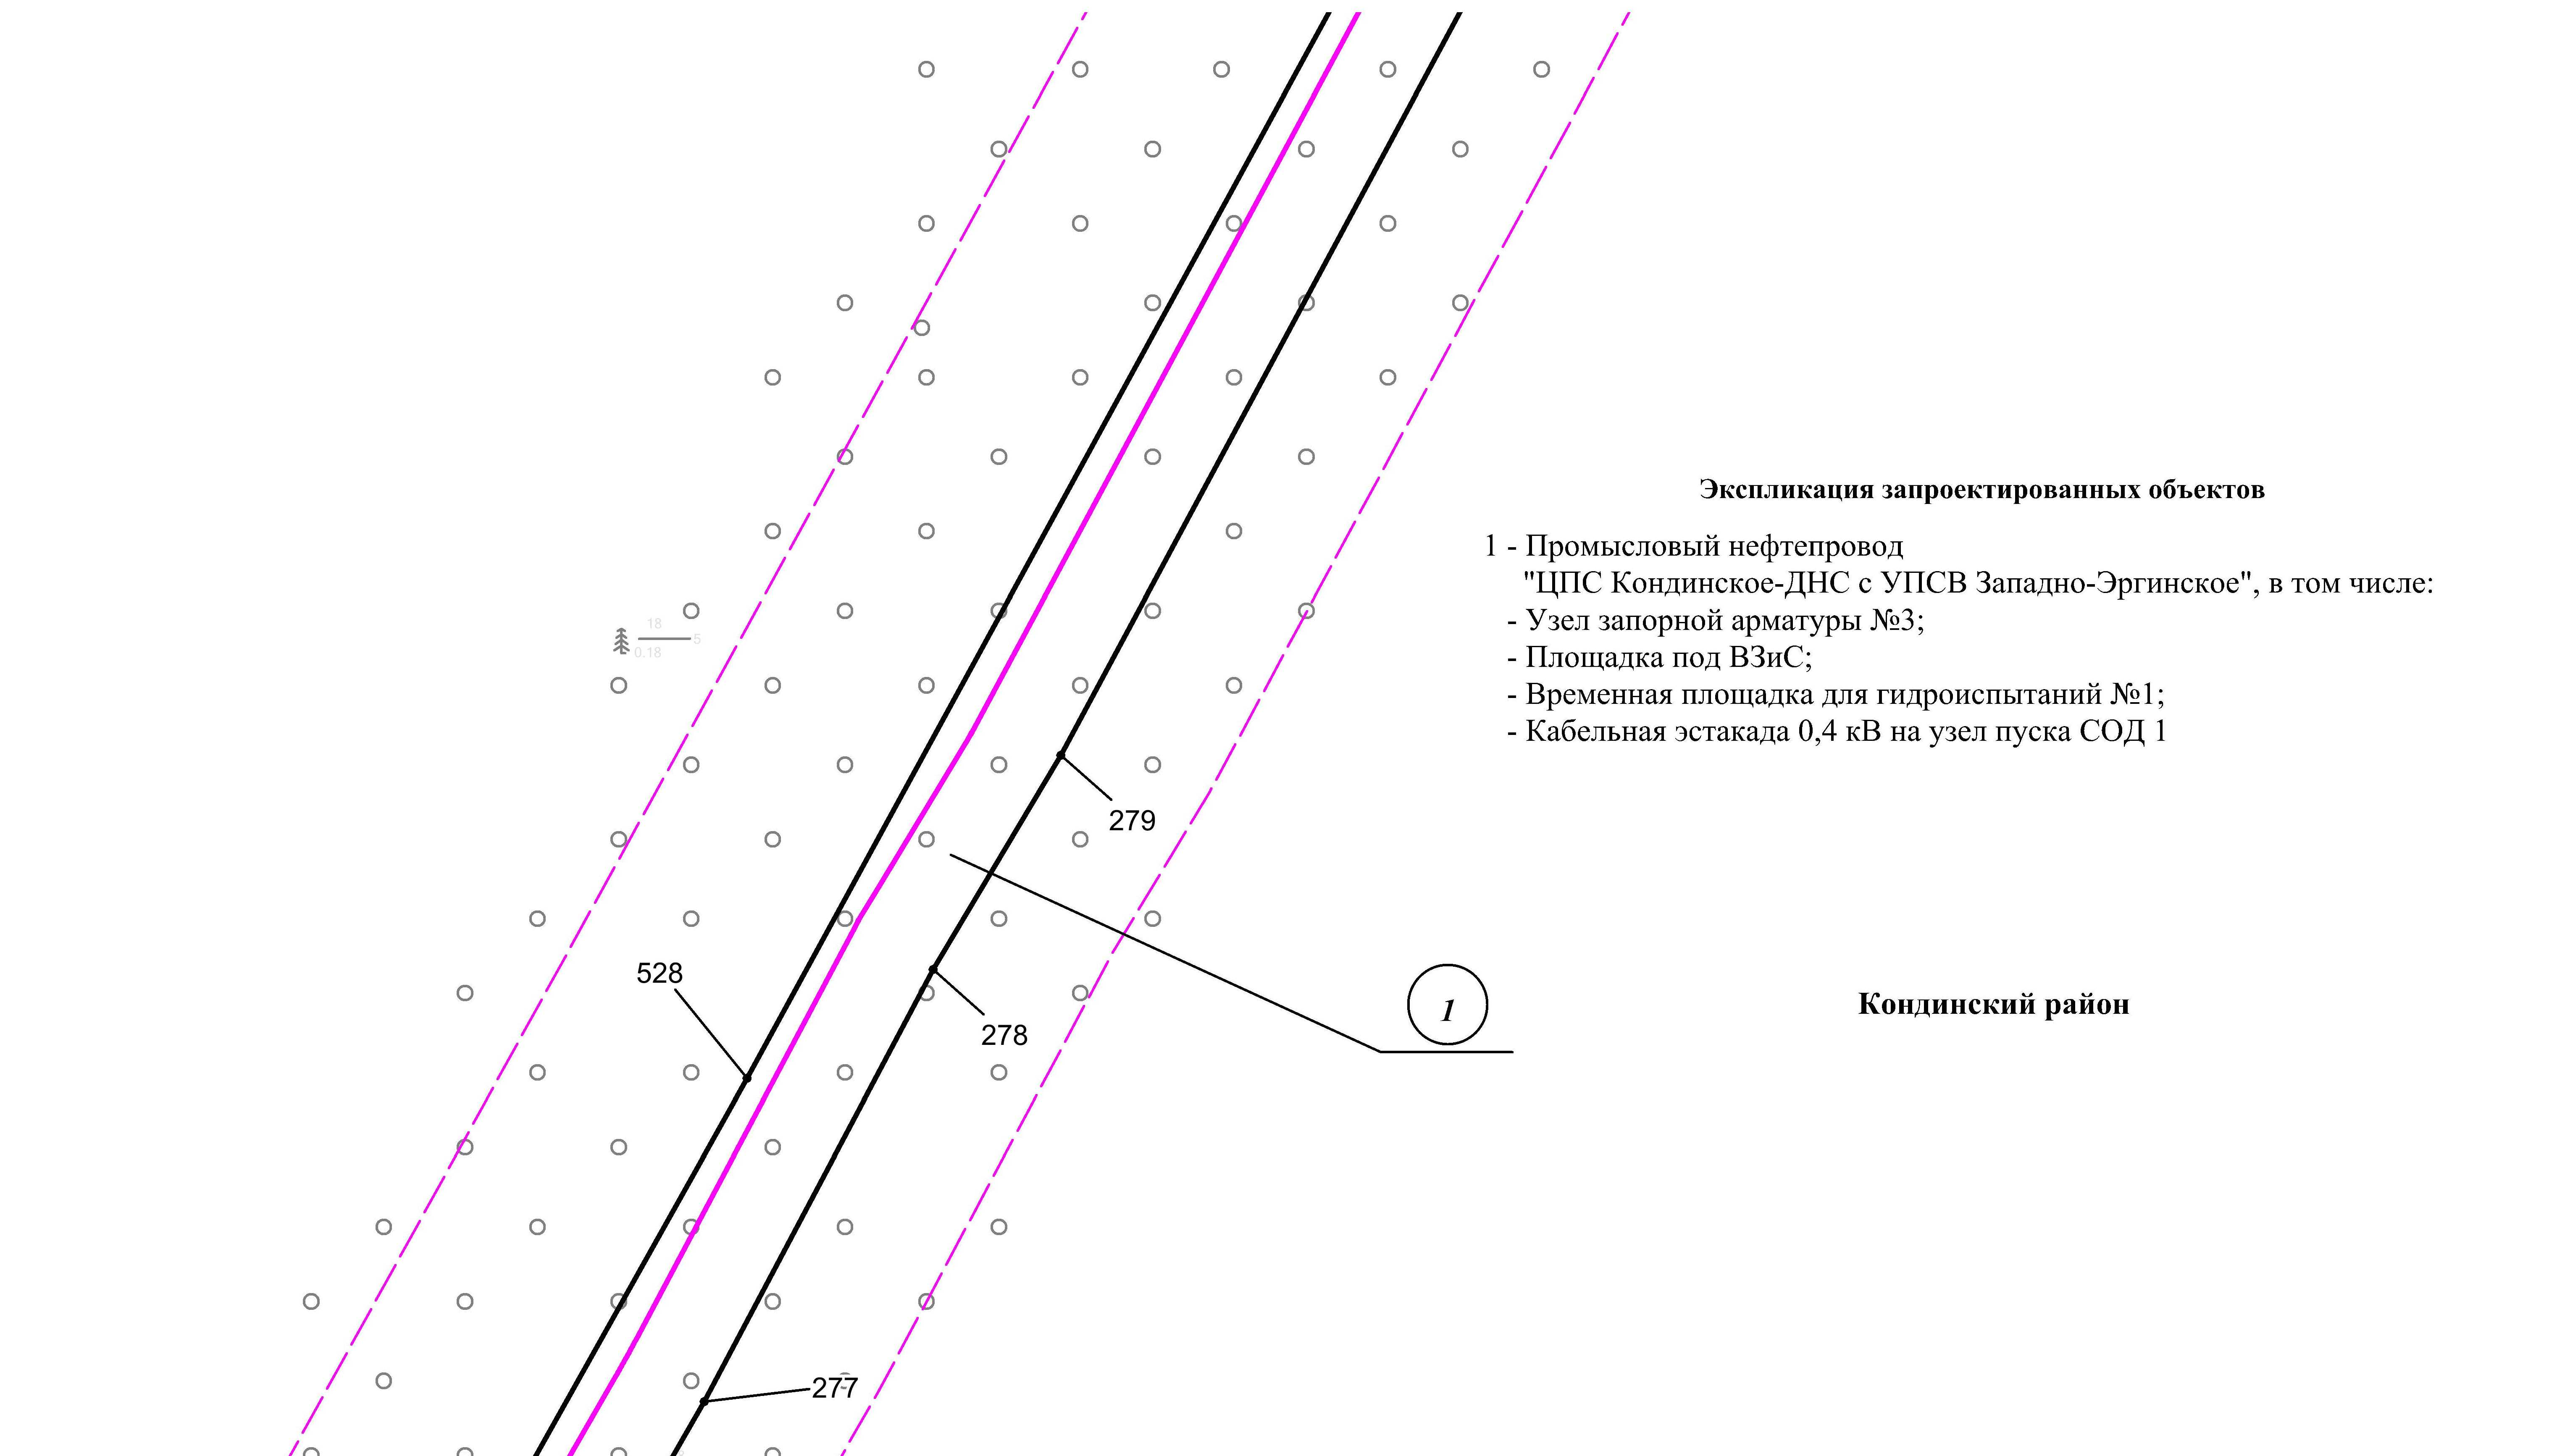 Экспликация запроектированных объектов
1 - Промысловый нефтепровод
"ЦПС Кондинское-ДНС с УПСВ Западно-Эргинское", в том числе:
- Узел запорной арматуры №3;
- Площадка под ВЗиС;
- Временная площадка для гидроиспытаний №1;
- Кабельная эстакада 0,4 кВ на узел пуска СОД 1
18
5
0.18
279
528
1
Кондинский район
278
277